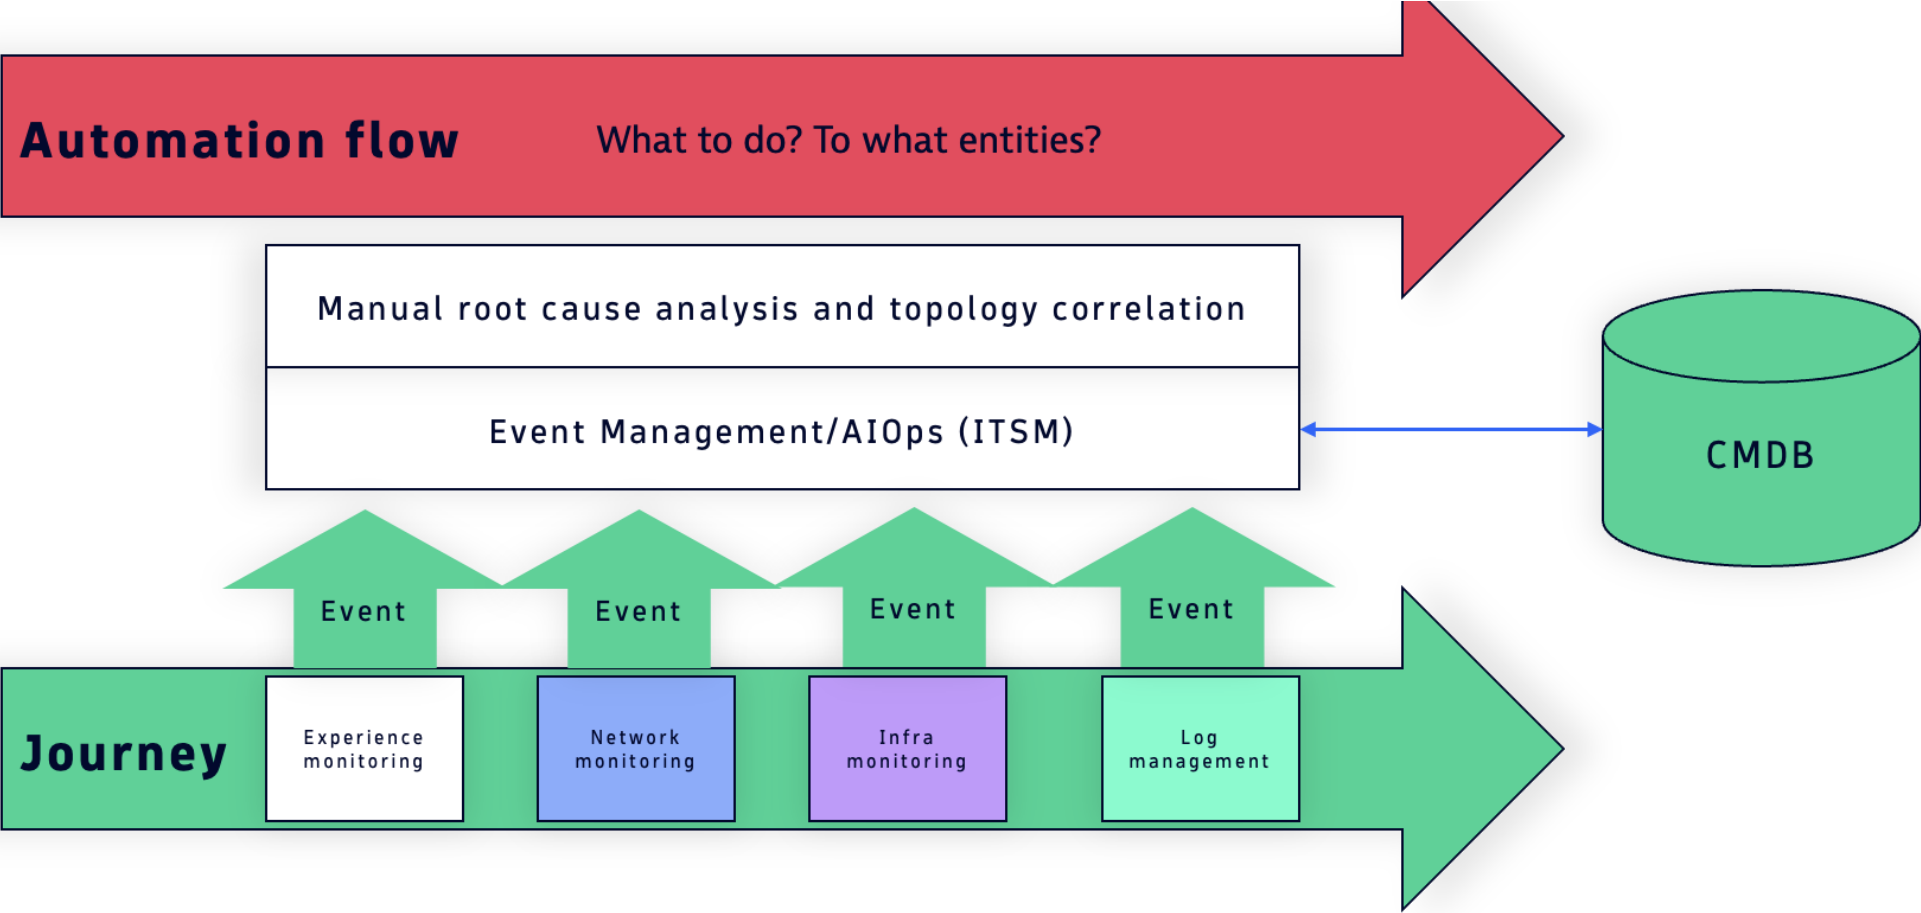 Automation flow
What to do? To what entities?
Manual root cause analysis and topology correlation
Event Management/AIOps (ITSM)
CMDB
Event
Event
Event
Event
Journey
Experience
monitoring
Network
monitoring
Infra
monitoring
Log
management